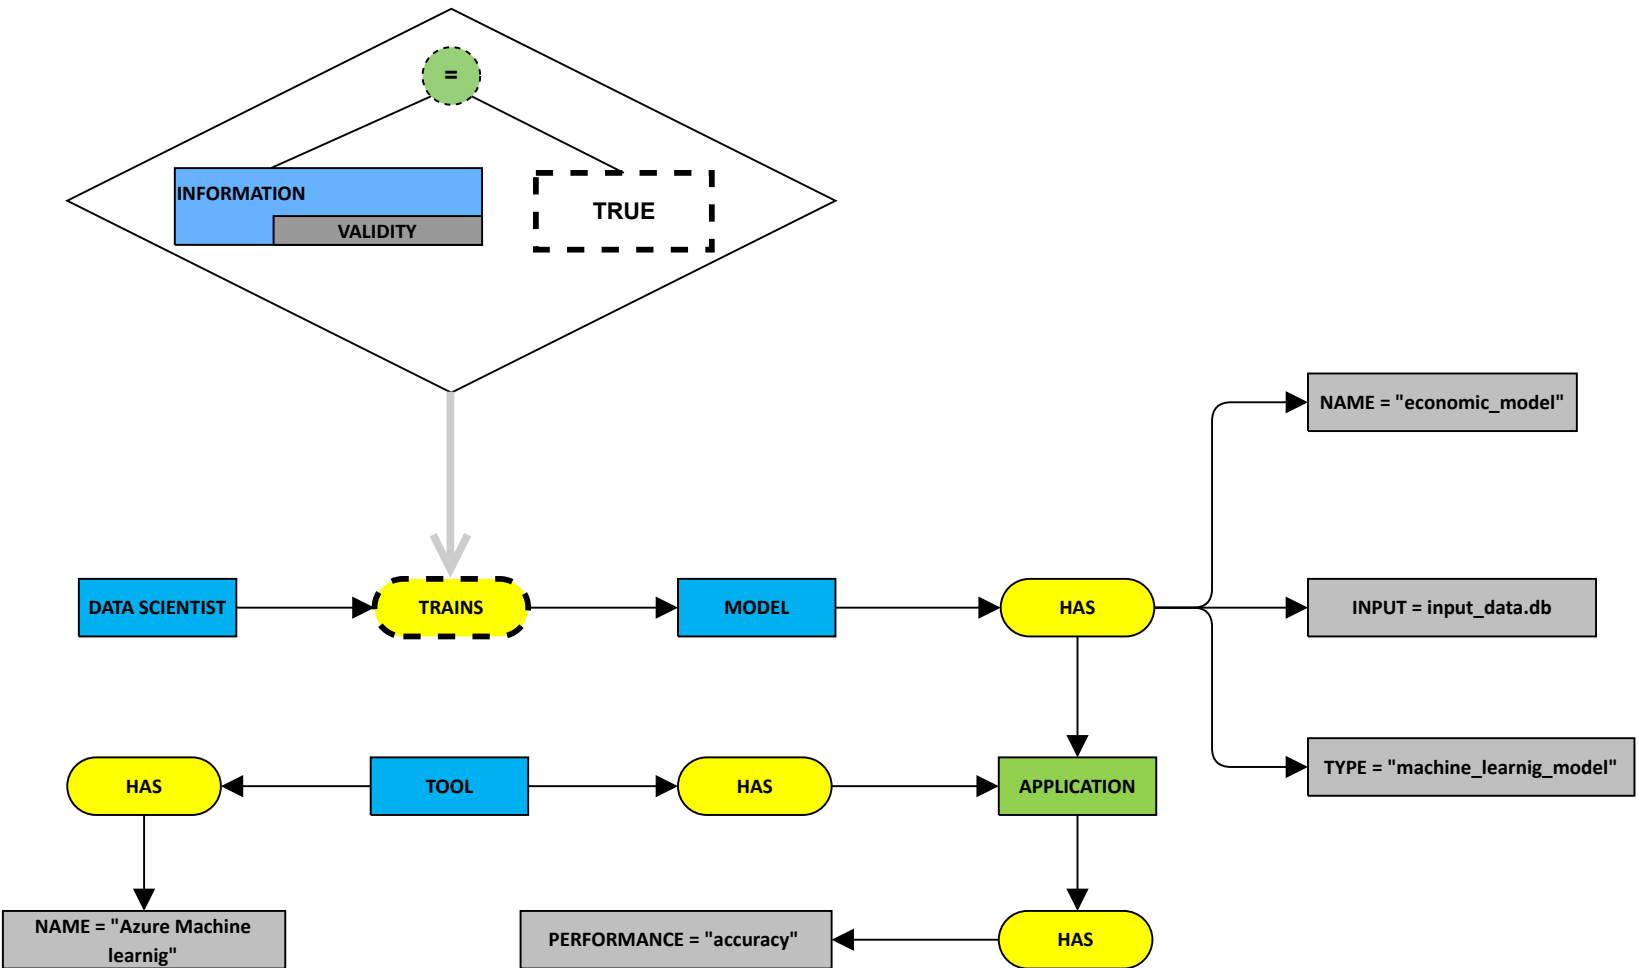 =
INFORMATION
TRUE
VALIDITY
NAME = "economic_model"
DATA SCIENTIST
TRAINS
MODEL
HAS
INPUT = input_data.db
HAS
TOOL
HAS
APPLICATION
TYPE = "machine_learnig_model"
NAME = "Azure Machine
learnig"
PERFORMANCE = "accuracy"
HAS